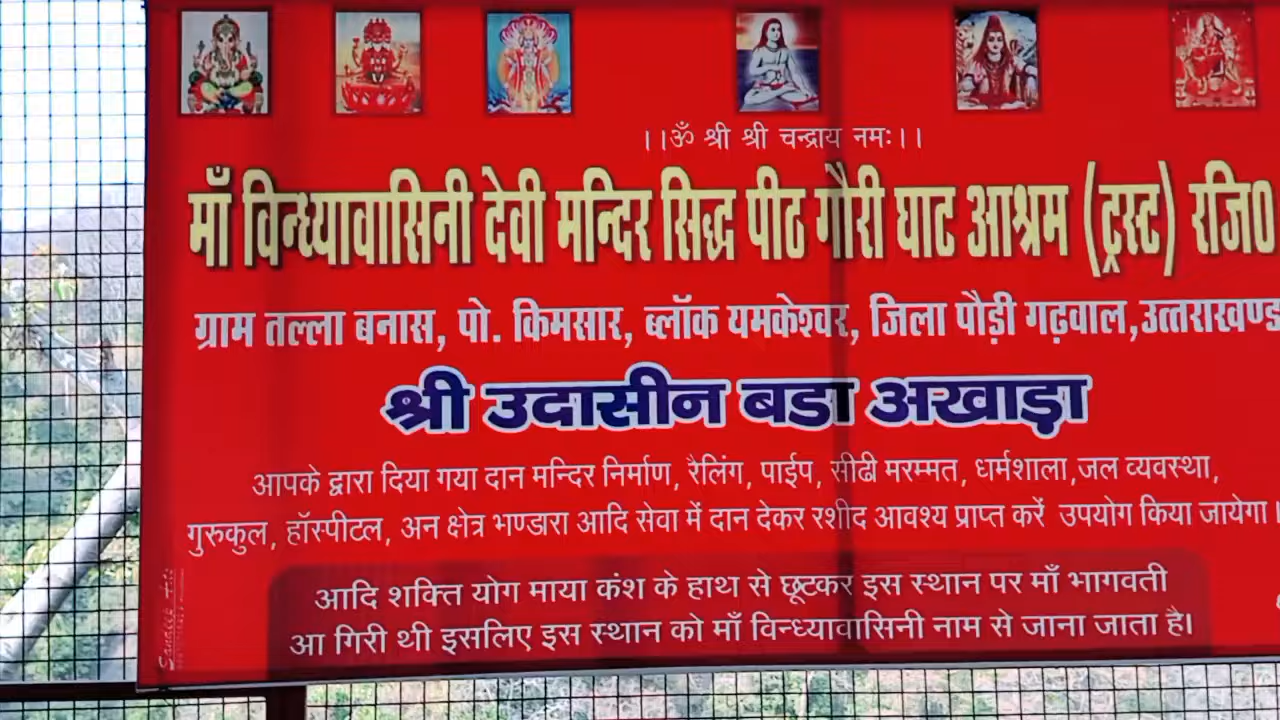 ।।ॐ श्री श्री चन्द्राय नमः।।
माँ विन्ध्यावासिनी देवी मन्दिर सिद्ध पीठ गौरी घाट आश्रम (ट्रस्ट) रजि0
ग्राम तल्ला बनास, पो. किमसार, ब्लॉक यमकेश्वर, जिला पौड़ी गढ़वाल,उत्तराखण्ड
श्री उदासीन बडा अखाड़ा
आपके द्वारा दिया गया दान मन्दिर निर्माण, रैलिंग, पाईप, सीढी मरम्मत, धर्मशाला,जल व्यवस्था,
गुरुकुल, हॉस्पीटल, अन क्षेत्र भण्डारा आदि सेवा में दान देकर रशीद आवश्य प्राप्त करें उपयोग किया जायेगा।
आदि शक्ति योग माया कंश के हाथ से छूटकर इस स्थान पर माँ भागवती
आ गिरी थी इसलिए इस स्थान को माँ विन्ध्यावासिनी नाम से जाना जाता है।